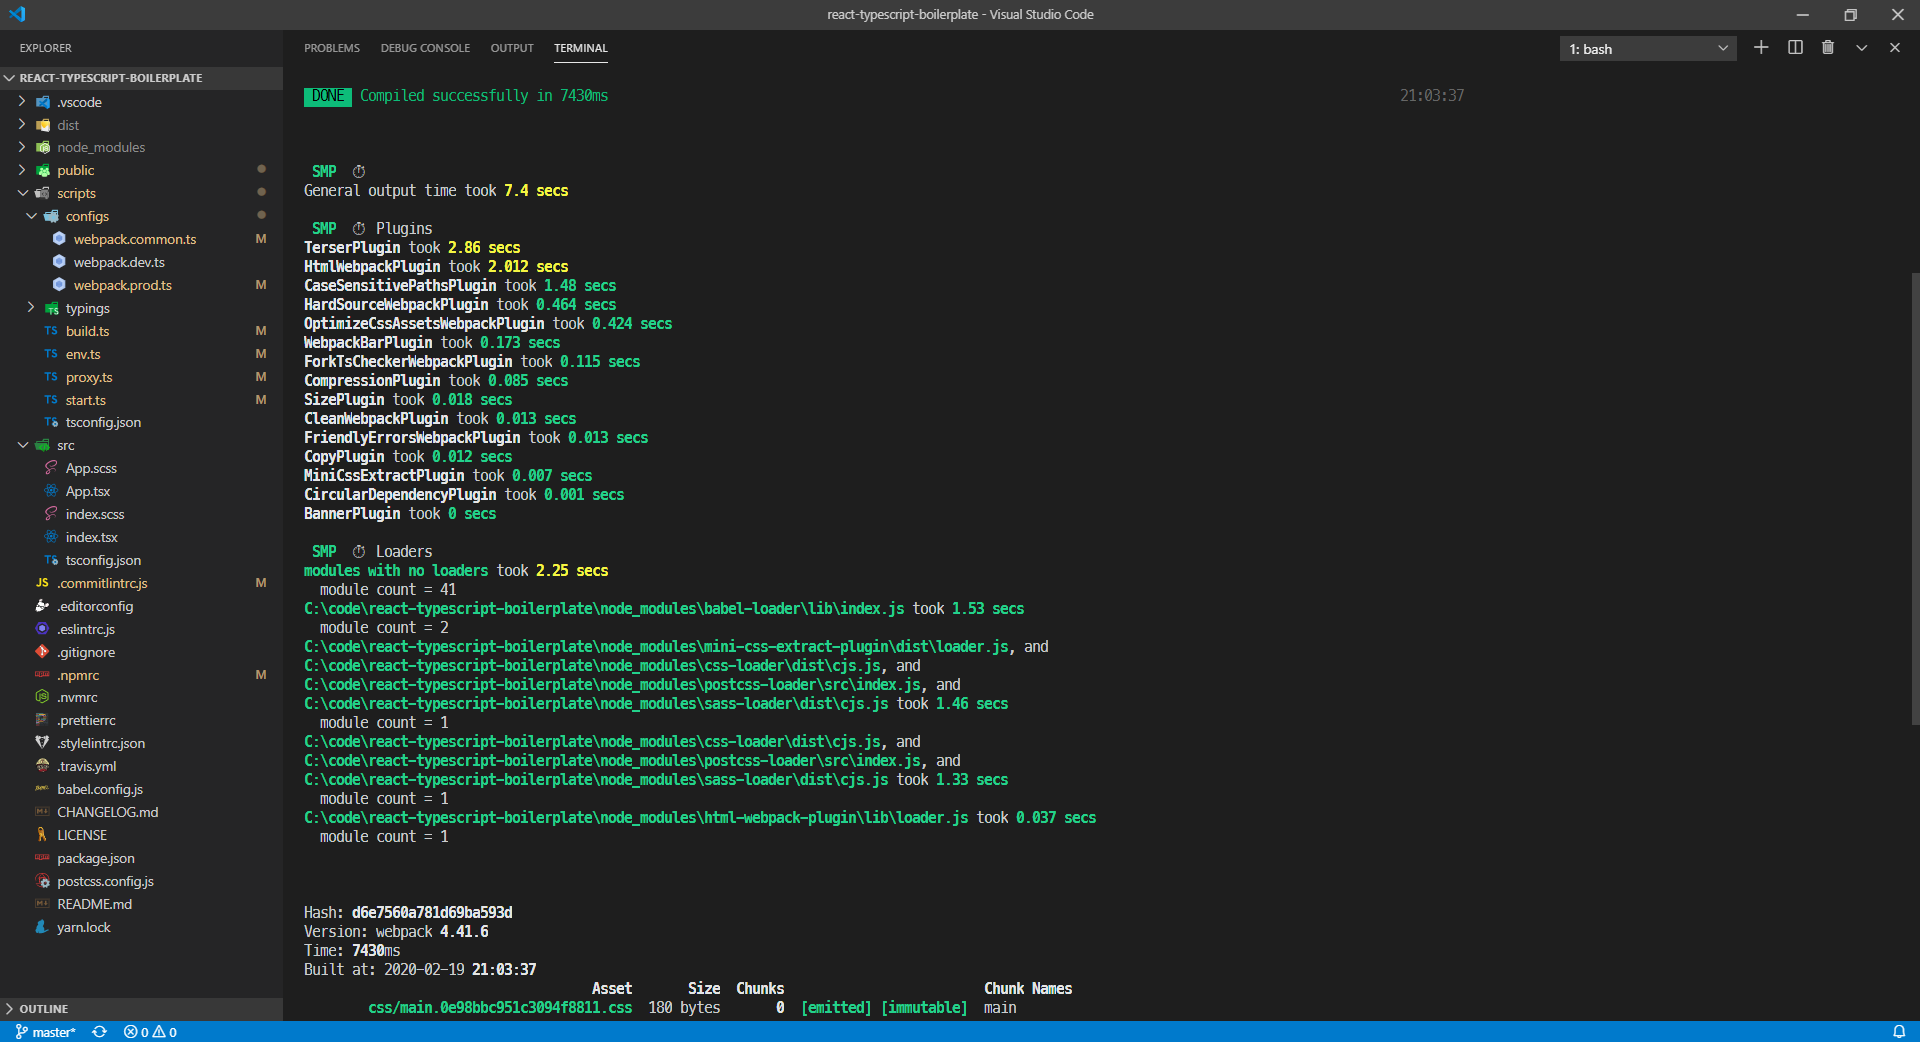 react-typescript-boilerplate - Visual Studio Code
EXPLORER
REACT-TYPESCRIPT-BOILERPLATE
.vscode
dist
node_modules
public
scripts
configs
webpack.common.ts M
webpack.dev.ts
webpack.prod.ts M
typings
TS build.ts M
TS env.ts M
TS proxy.ts M
TS start.ts M
TS tsconfig.json
src
App.scss
App.tsx
index.scss
index.tsx
TS tsconfig.json
JS .commitlintrc.js M
.editorconfig
.eslintrc.js
.gitignore
.npmrc M
.nvmrc
.prettierrc
.stylelintrc.json
.travis.yml
babel.config.js
CHANGELOG.md
LICENSE
package.json
postcss.config.js
README.md
yarn.lock
OUTLINE
PROBLEMS DEBUG CONSOLE OUTPUT TERMINAL
1: bash
DONE Compiled successfully in 7430ms 21:03:37
SMP ⏱
General output time took 7.4 secs
SMP ⏱ Plugins
TerserPlugin took 2.86 secs
HtmlWebpackPlugin took 2.012 secs
CaseSensitivePathsPlugin took 1.48 secs
HardSourceWebpackPlugin took 0.464 secs
OptimizeCssAssetsWebpackPlugin took 0.424 secs
WebpackBarPlugin took 0.173 secs
ForkTsCheckerWebpackPlugin took 0.115 secs
CompressionPlugin took 0.085 secs
SizePlugin took 0.018 secs
CleanWebpackPlugin took 0.013 secs
FriendlyErrorsWebpackPlugin took 0.013 secs
CopyPlugin took 0.012 secs
MiniCssExtractPlugin took 0.007 secs
CircularDependencyPlugin took 0.001 secs
BannerPlugin took 0 secs
SMP ⏱ Loaders
modules with no loaders took 2.25 secs
module count = 41
C:\code\react-typescript-boilerplate\node_modules\babel-loader\lib\index.js took 1.53 secs
module count = 2
C:\code\react-typescript-boilerplate\node_modules\mini-css-extract-plugin\dist\loader.js, and
C:\code\react-typescript-boilerplate\node_modules\css-loader\dist\cjs.js, and
C:\code\react-typescript-boilerplate\node_modules\postcss-loader\src\index.js, and
C:\code\react-typescript-boilerplate\node_modules\sass-loader\dist\cjs.js took 1.46 secs
module count = 1
C:\code\react-typescript-boilerplate\node_modules\css-loader\dist\cjs.js, and
C:\code\react-typescript-boilerplate\node_modules\postcss-loader\src\index.js, and
C:\code\react-typescript-boilerplate\node_modules\sass-loader\dist\cjs.js took 1.33 secs
module count = 1
C:\code\react-typescript-boilerplate\node_modules\html-webpack-plugin\lib\loader.js took 0.037 secs
module count = 1
Hash: d6e7560a781d69ba593d
Version: webpack 4.41.6
Time: 7430ms
Built at: 2020-02-19 21:03:37
Asset Size Chunks Chunk Names
css/main.0e98bbc951c3094f8811.css 180 bytes 0 [emitted] [immutable] main
master* 0 0